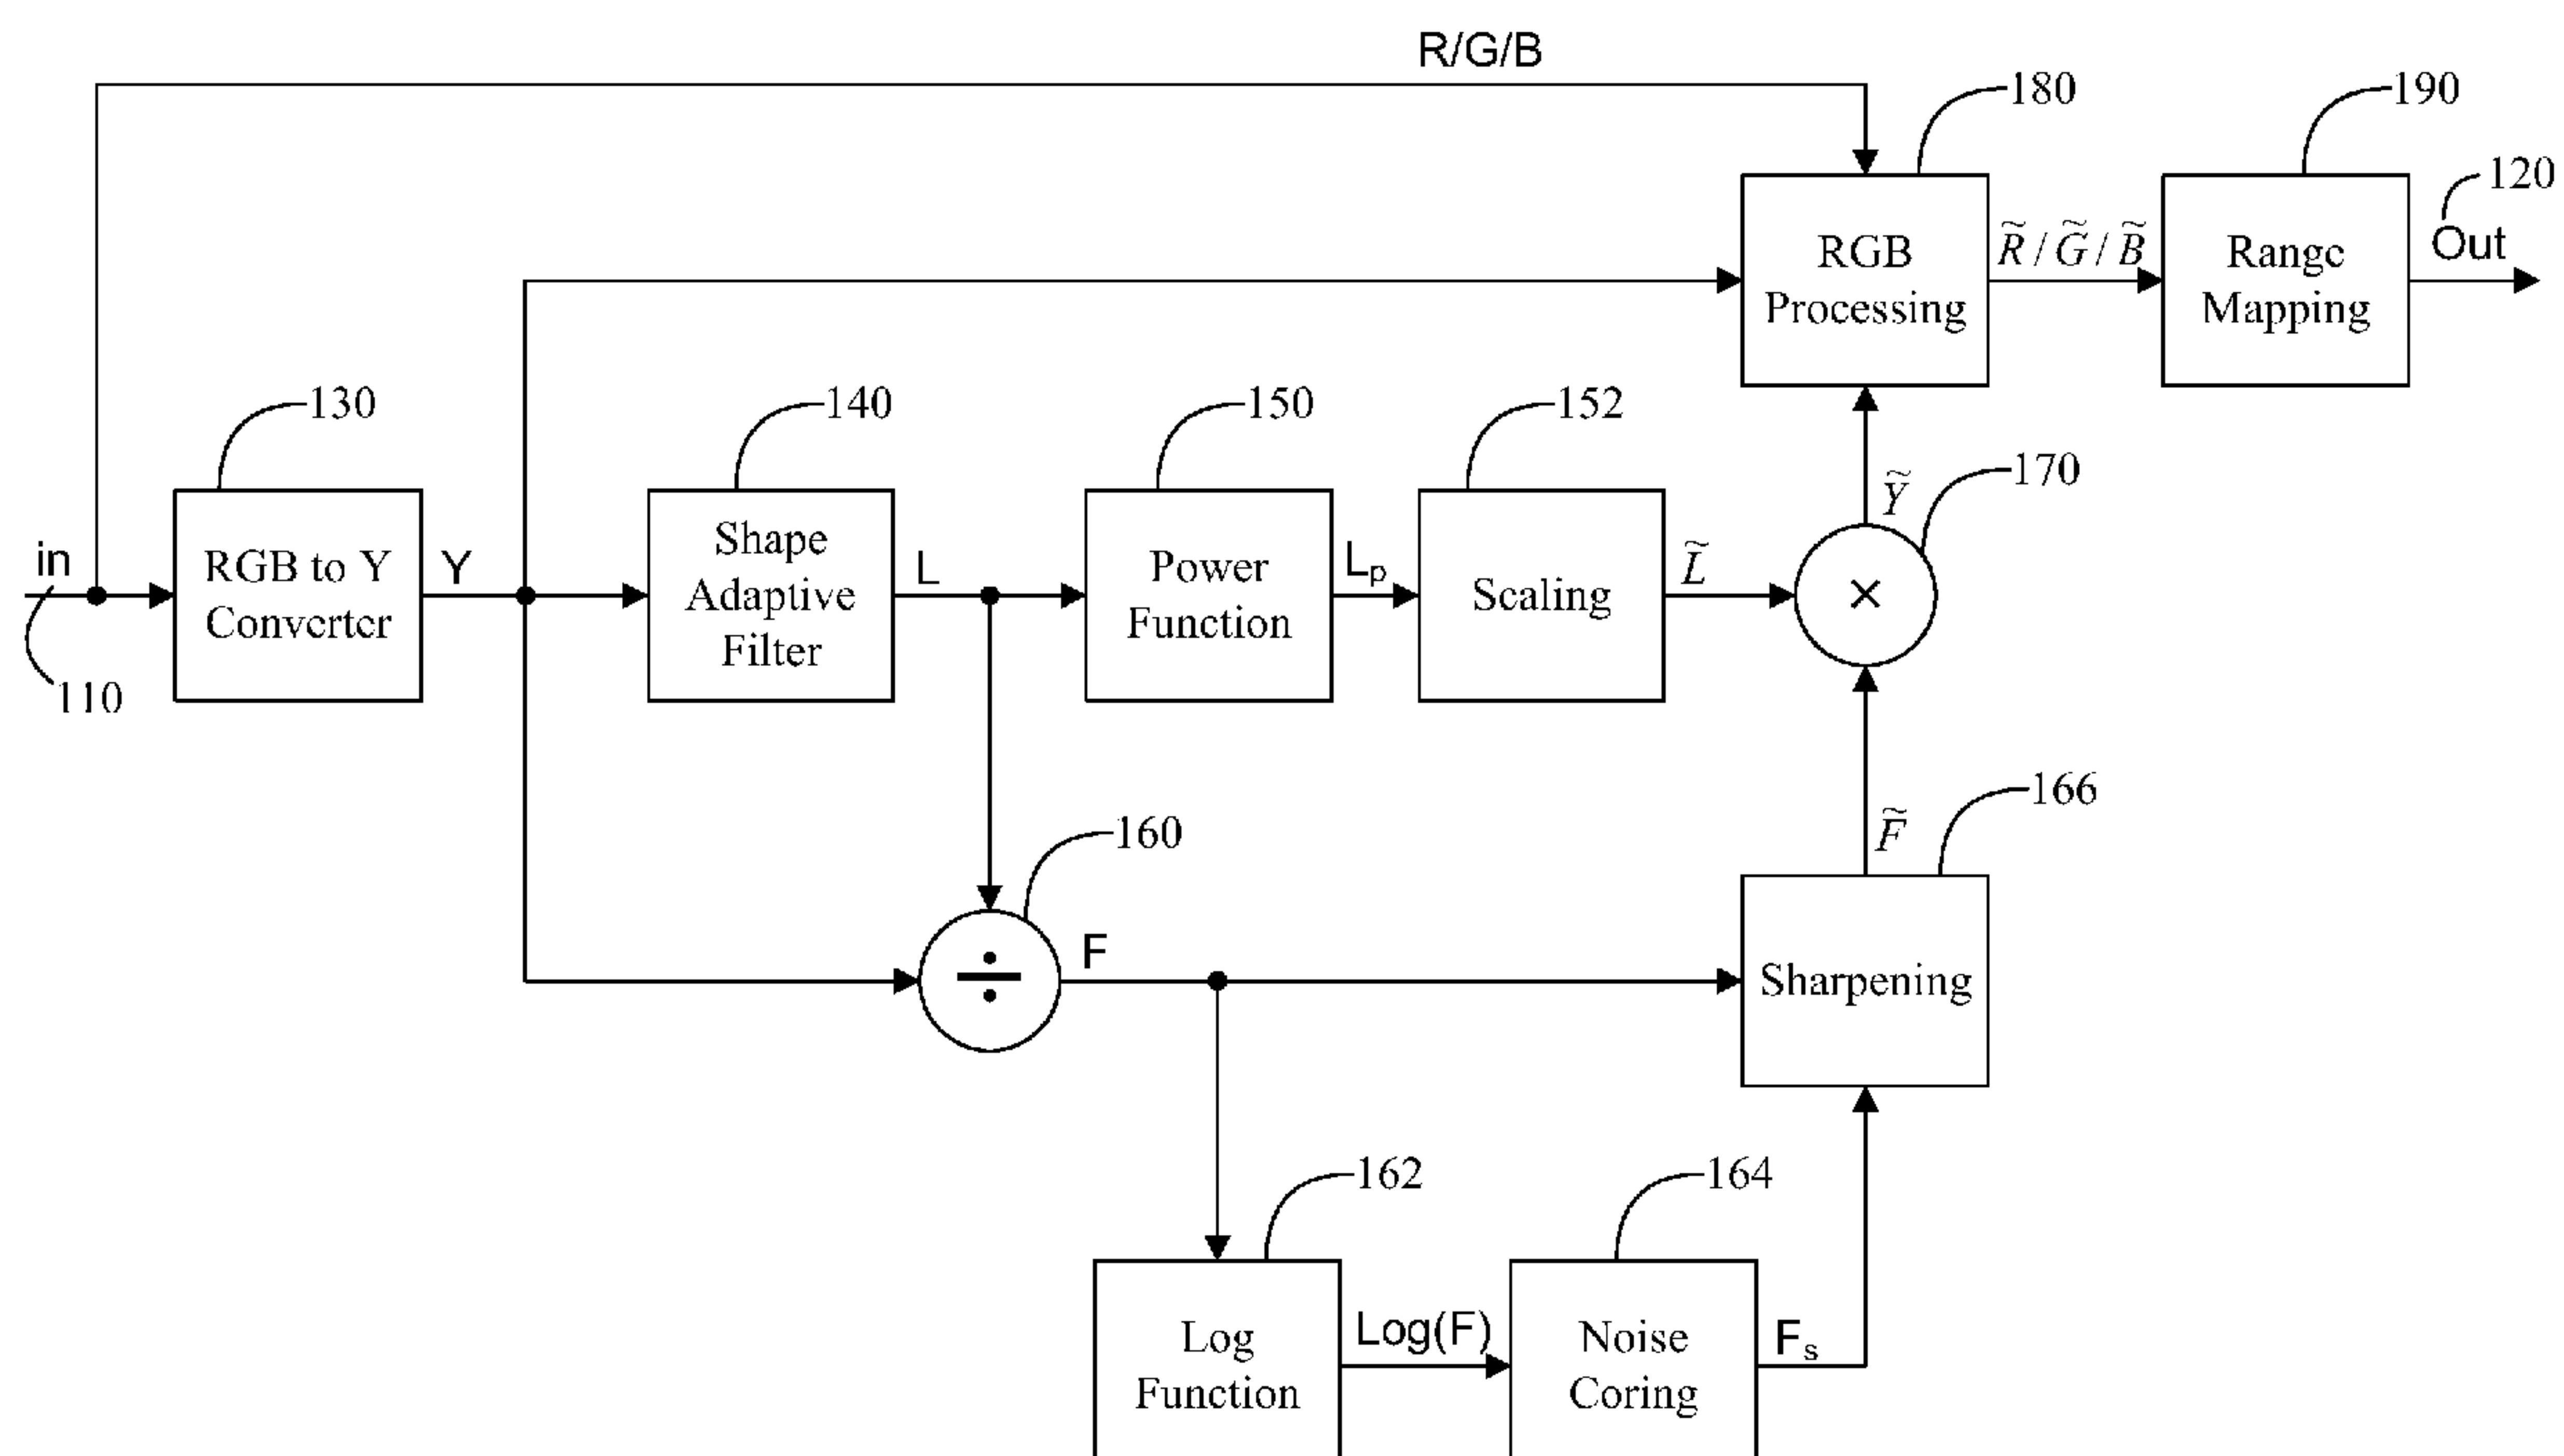 R/G/B
180
190
120
RGB
Processing
R̃ / G̃ / B̃
Range
Mapping
Out
130
140
150
152
170
in
RGB to Y
Converter
Y
Shape
Adaptive
Filter
L
Power
Function
Lₚ
Scaling
L̃
×
Ỹ
110
160
166
F̃
÷
F
Sharpening
162
164
Log
Function
Log(F)
Noise
Coring
Fₛ